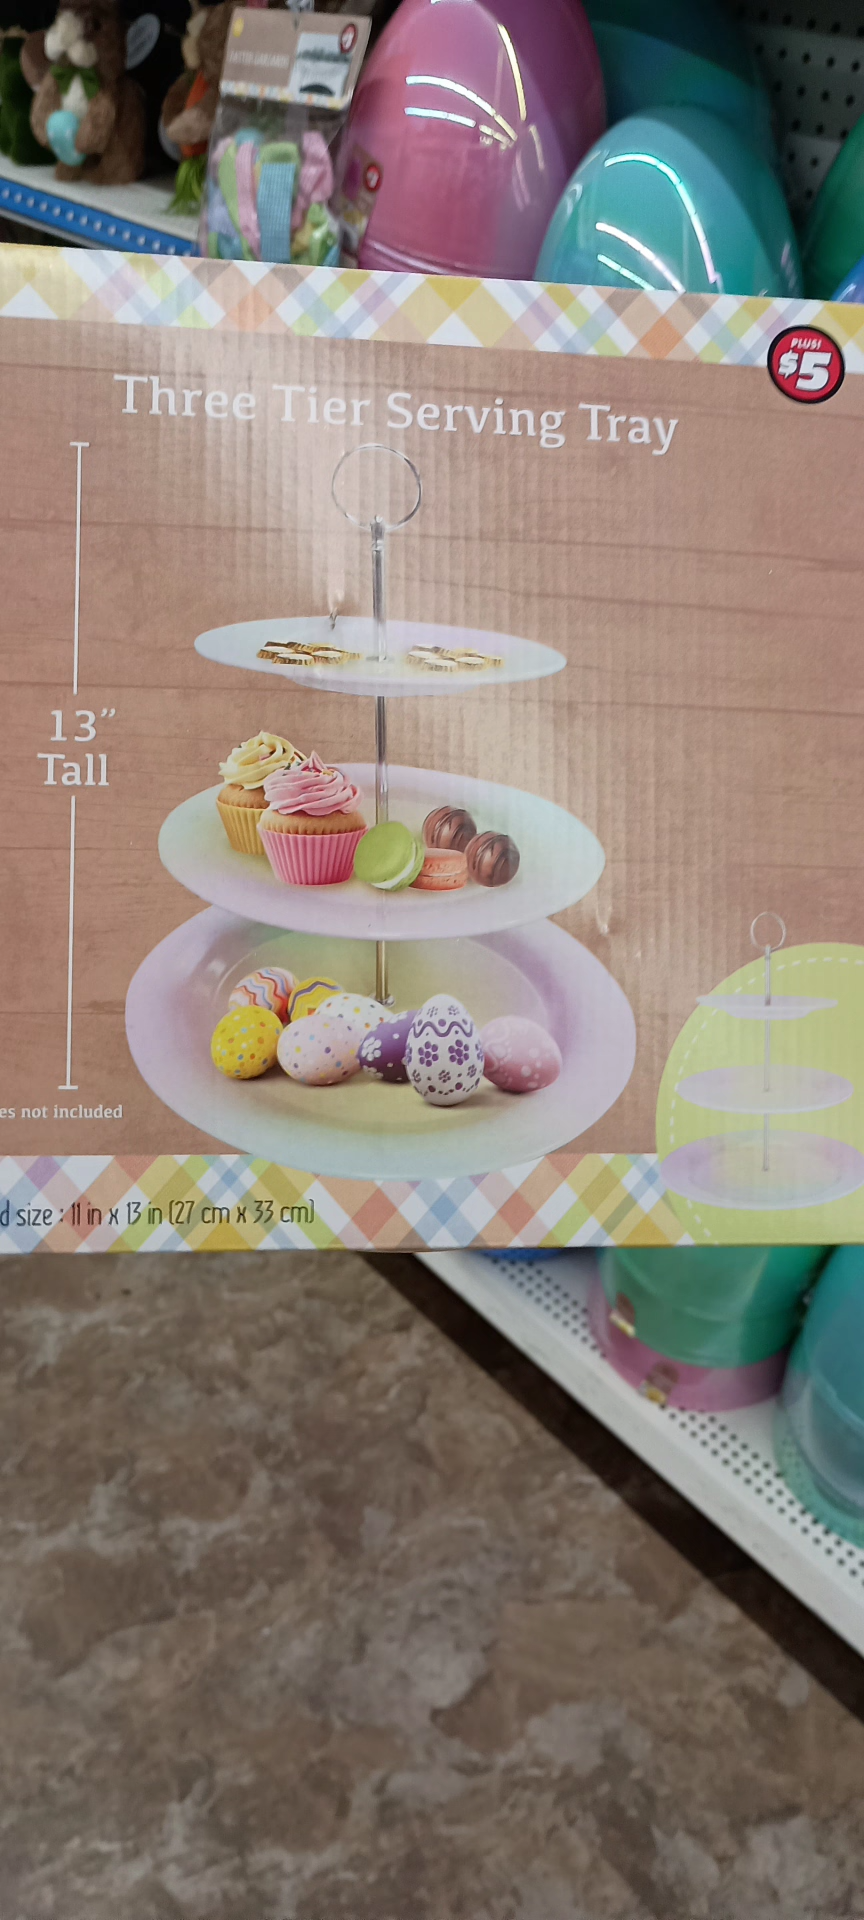 PLUS!
$5
Three Tier Serving Tray
13”
Tall
not included
size : 11 in x 13 in (27 cm x 33 cm)